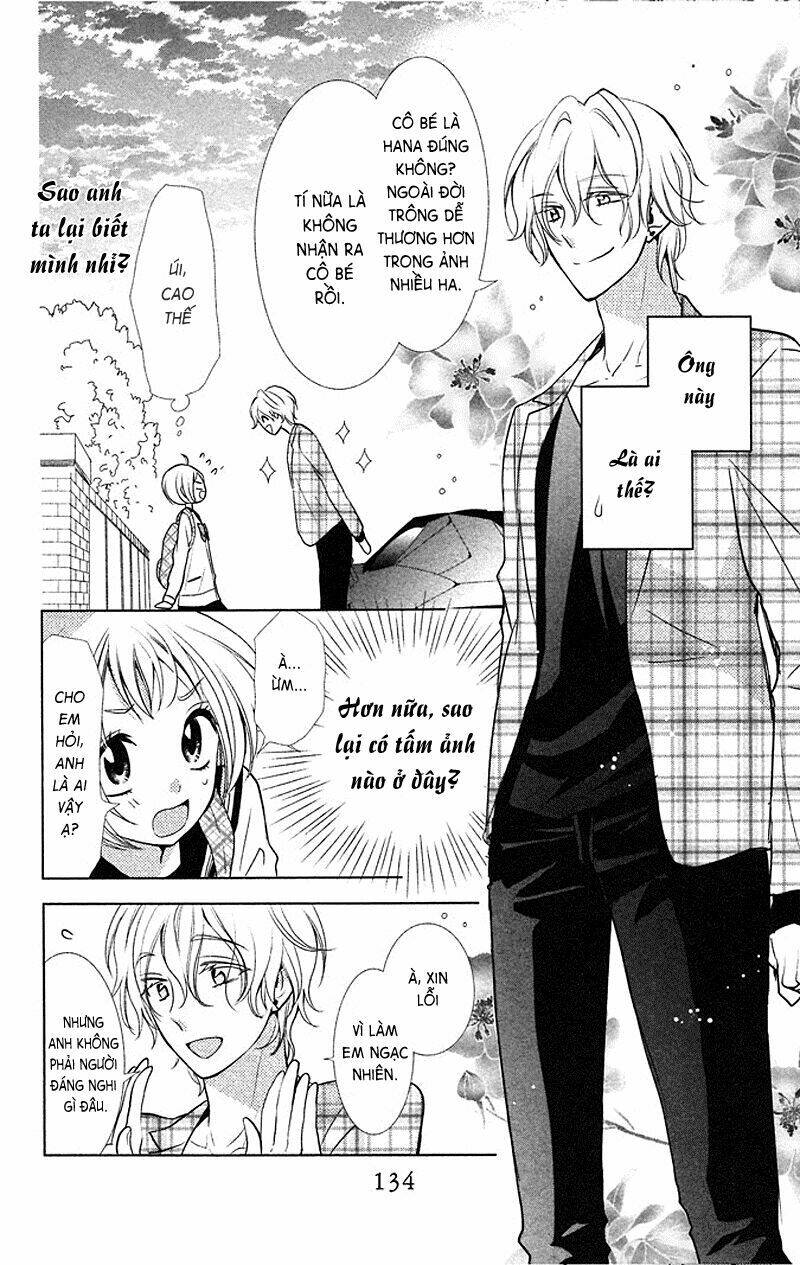 CÔ BÉ LÀ
HANA ĐÚNG
KHÔNG?
NGOÀI ĐỜI
TRÔNG DỄ
THƯƠNG HƠN
TRONG ẢNH
NHIỀU HA.
TÍ NỮA LÀ
KHÔNG
NHẬN RA
CÔ BÉ
RỒI.
Sao anh
ta lại biết
mình nhỉ?
ÚI,
CAO
THẾ
Ông
này
Là ai
thế?
Hơn nữa, sao
lại có tấm ảnh
nào ở đây?
À...
ỪM...
CHO
EM HỎI,
ANH
LÀ AI
VẬY
Ạ?
À, XIN
LỖI
VÌ LÀM
EM NGẠC
NHIÊN.
NHƯNG
ANH KHÔNG
PHẢI NGƯỜI
ĐÁNG NGHI
GÌ ĐÂU.
134